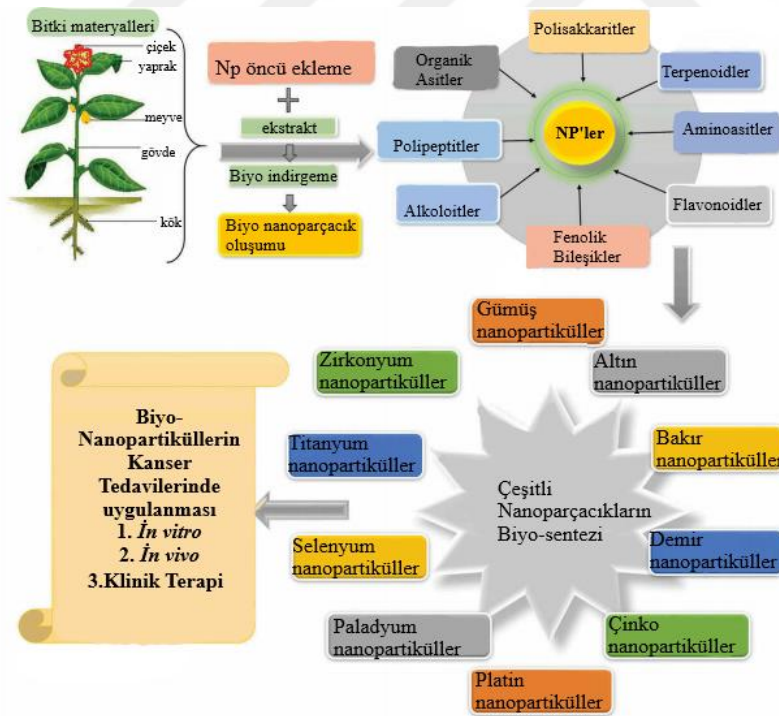 Bitki materyalleri
çiçek
yaprak
meyve
gövde
kök
Np öncü ekleme
+
ekstrakt
Biyo indirgeme
Biyo nanoparçacık
oluşumu
Polisakkaritler
Organik
Asitler
Terpenoidler
Polipeptitler
NP'ler
Aminoasitler
Alkoloitler
Flavonoidler
Fenolik
Bileşikler
Gümüş
nanopartiküller
Zirkonyum
nanopartiküller
Altın
nanopartiküller
Biyo-
Nanopartiküllerin
Kanser
Tedavilerinde
uygulanması
1. İn vitro
2. İn vivo
3.Klinik Terapi
Titanyum
nanopartiküller
Bakır
nanopartiküller
Çeşitli
Nanoparçacıkların
Biyo-sentezi
Selenyum
nanopartiküller
Demir
nanopartiküller
Paladyum
nanopartiküller
Çinko
nanopartiküller
Platin
nanopartiküller